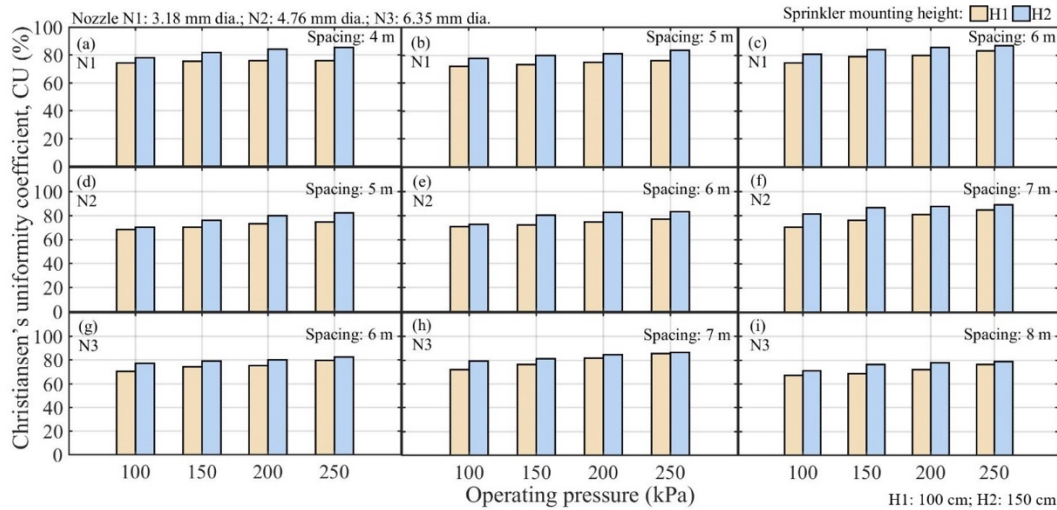 Nozzle N1: 3.18 mm dia.; N2: 4.76 mm dia.; N3: 6.35 mm dia.
Sprinkler mounting height: H1 H2
Christiansen's uniformity coefficient, CU (%)
100
80
60
40
20
0
(a)
N1
Spacing: 4 m
(b)
N1
Spacing: 5 m
(c)
N1
Spacing: 6 m
100
80
60
40
20
0
(d)
N2
Spacing: 5 m
(e)
N2
Spacing: 6 m
(f)
N2
Spacing: 7 m
100
80
60
40
20
0
(g)
N3
Spacing: 6 m
(h)
N3
Spacing: 7 m
(i)
N3
Spacing: 8 m
100 150 200 250
100 150 200 250
100 150 200 250
Operating pressure (kPa)
H1: 100 cm; H2: 150 cm